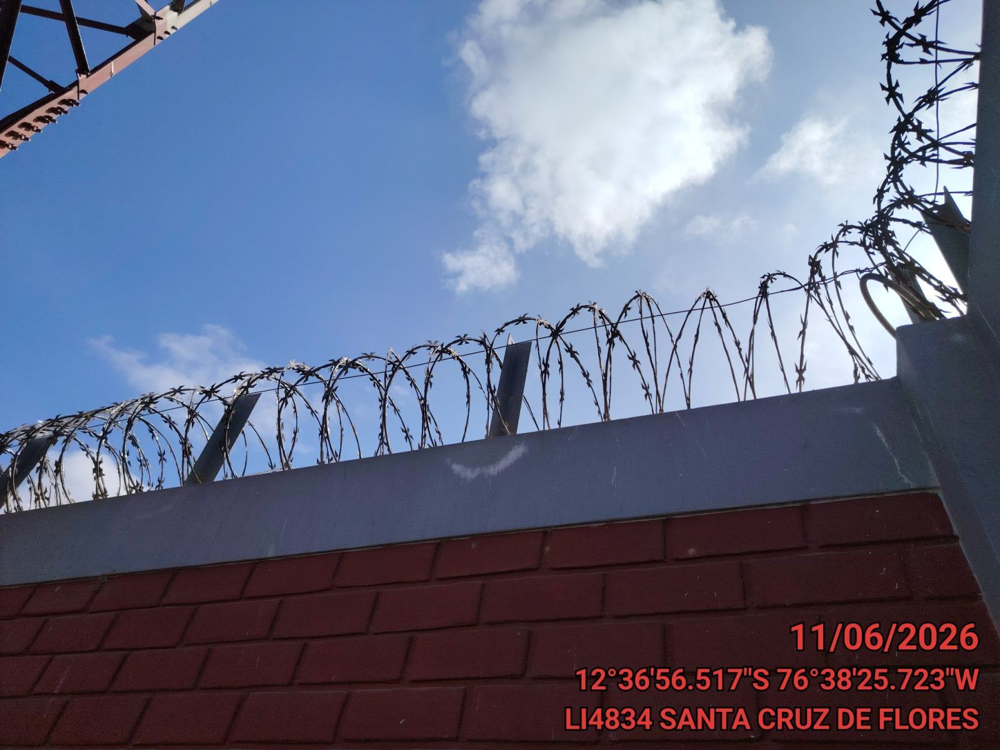 11/06/2026
12°36'56.517"S 76°38'25.723"W
LI4834 SANTA CRUZ DE FLORES